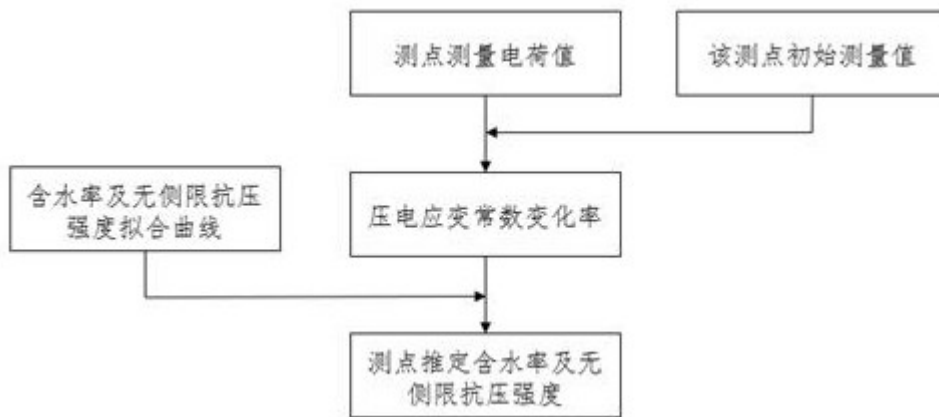 测点测量电荷值
该测点初始测量值
含水率及无侧限抗压
强度拟合曲线
压电应变常数变化率
测点推定含水率及无
侧限抗压强度